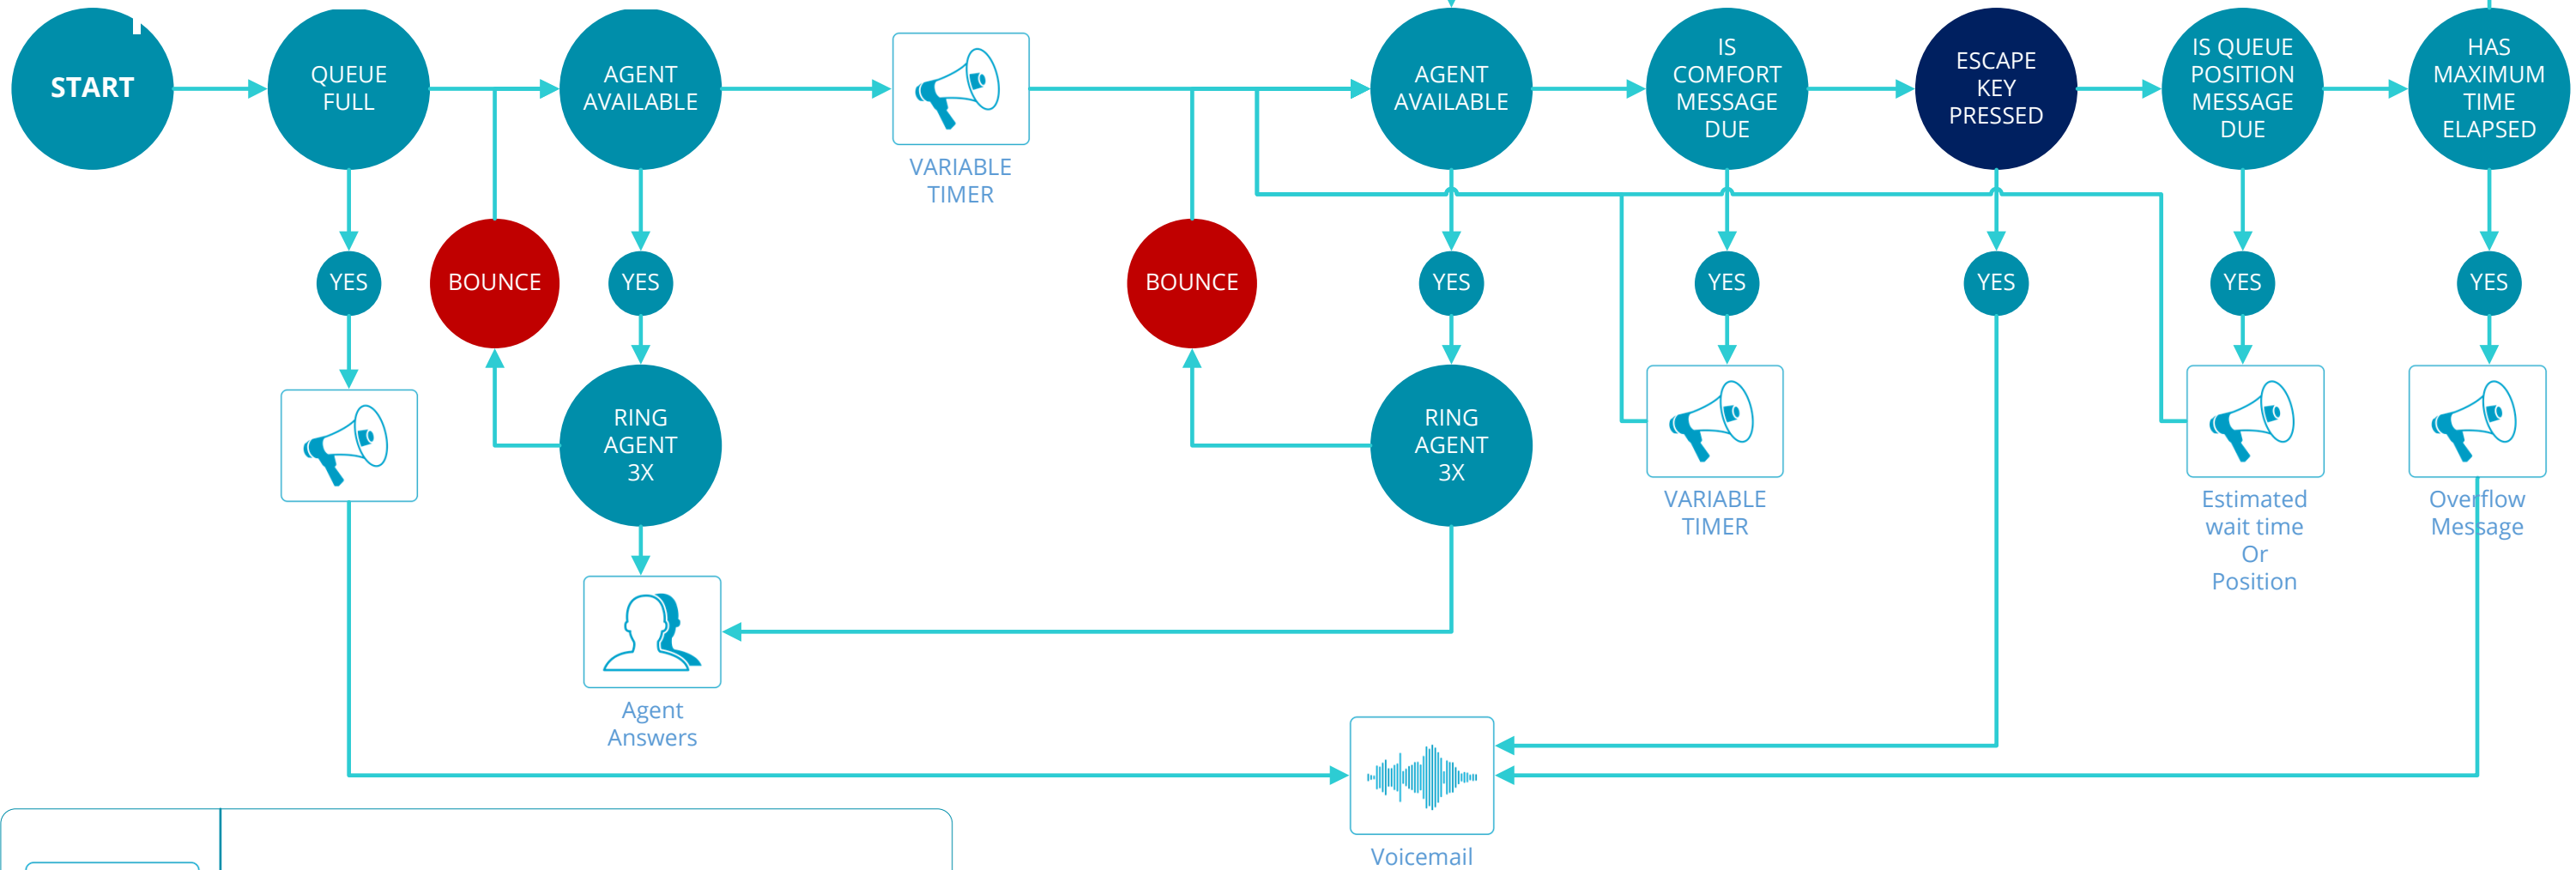 START
QUEUE
FULL
AGENT
AVAILABLE
VARIABLE
TIMER
AGENT
AVAILABLE
IS
COMFORT
MESSAGE
DUE
ESCAPE
KEY
PRESSED
IS QUEUE
POSITION
MESSAGE
DUE
HAS
MAXIMUM
TIME
ELAPSED
YES
BOUNCE
YES
BOUNCE
YES
YES
YES
YES
YES
RING
AGENT
3X
RING
AGENT
3X
VARIABLE
TIMER
Estimated
wait time
Or
Position
Overflow
Message
Agent
Answers
Voicemail